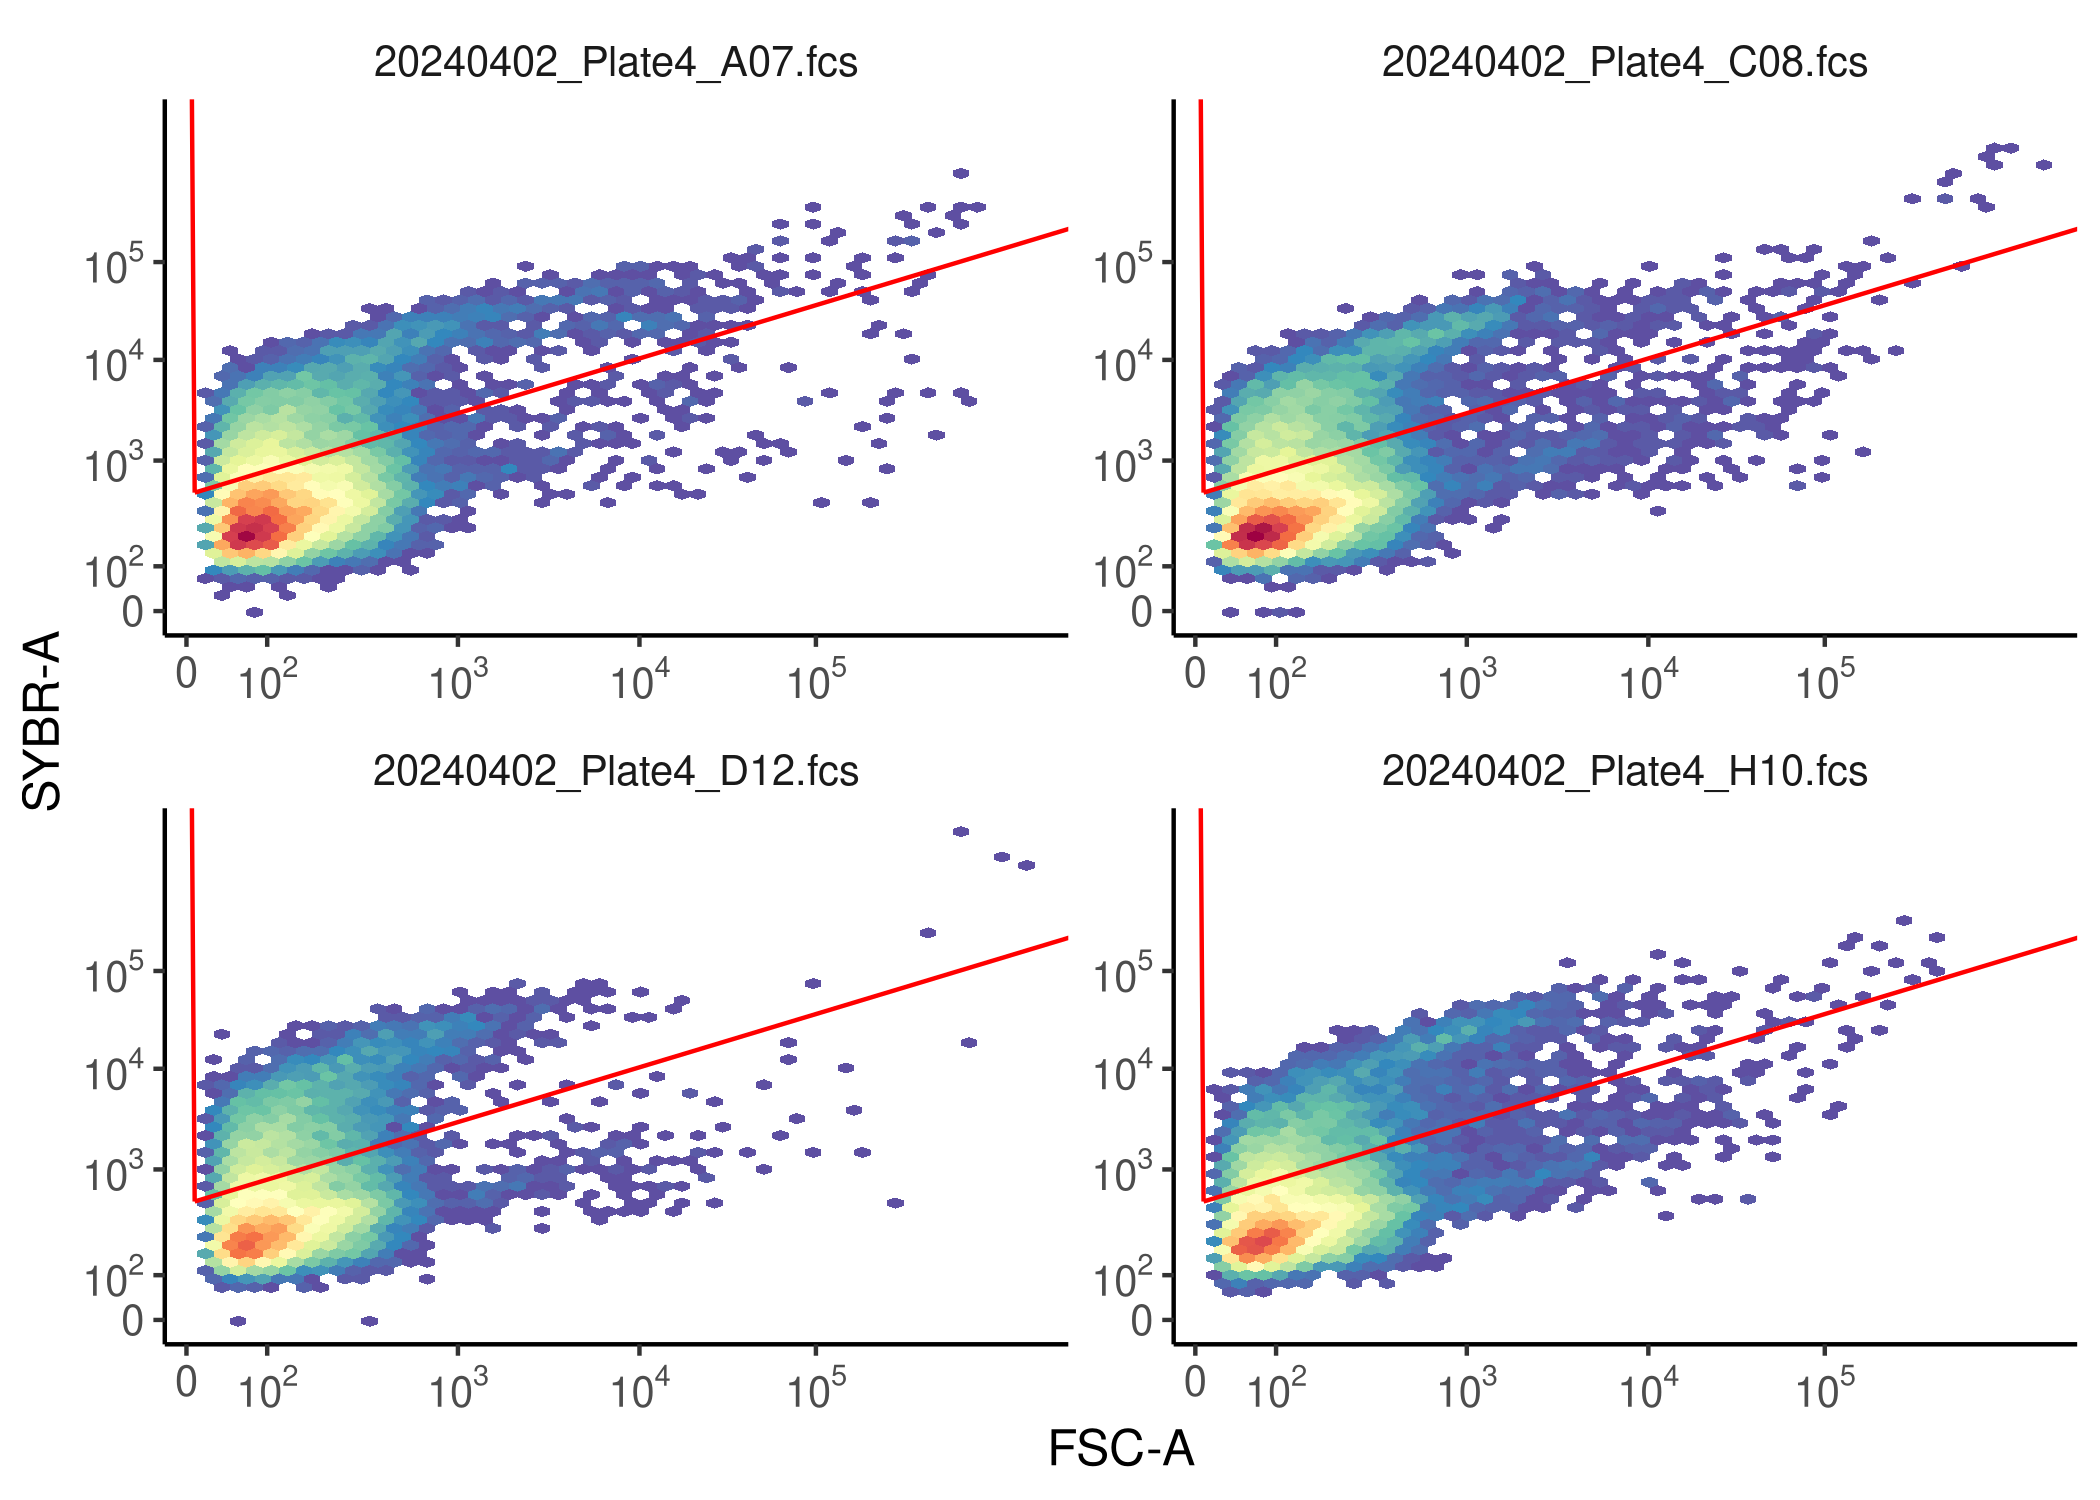 20240402_Plate4_A07.fcs
20240402_Plate4_C08.fcs
10^5
10^4
10^3
10^2
0
10^5
10^4
10^3
10^2
0
0 10^2 10^3 10^4 10^5
0 10^2 10^3 10^4 10^5
SYBR-A
20240402_Plate4_D12.fcs
20240402_Plate4_H10.fcs
10^5
10^4
10^3
10^2
0
10^5
10^4
10^3
10^2
0
0 10^2 10^3 10^4 10^5
0 10^2 10^3 10^4 10^5
FSC-A